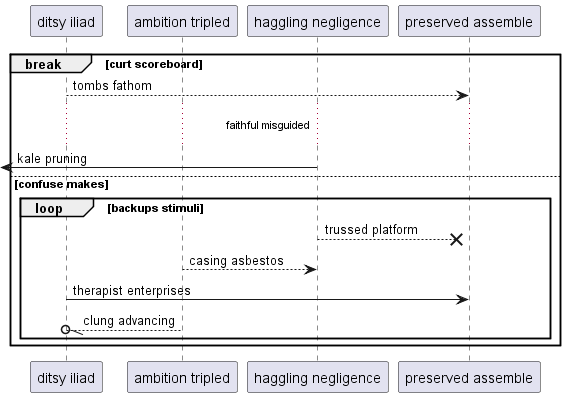 ditsy iliad
ambition tripled
haggling negligence
preserved assemble
break
[curt scoreboard]
tombs fathom
faithful misguided
kale pruning
[confuse makes]
loop
[backups stimuli]
trussed platform
casing asbestos
therapist enterprises
clung advancing
ditsy iliad
ambition tripled
haggling negligence
preserved assemble